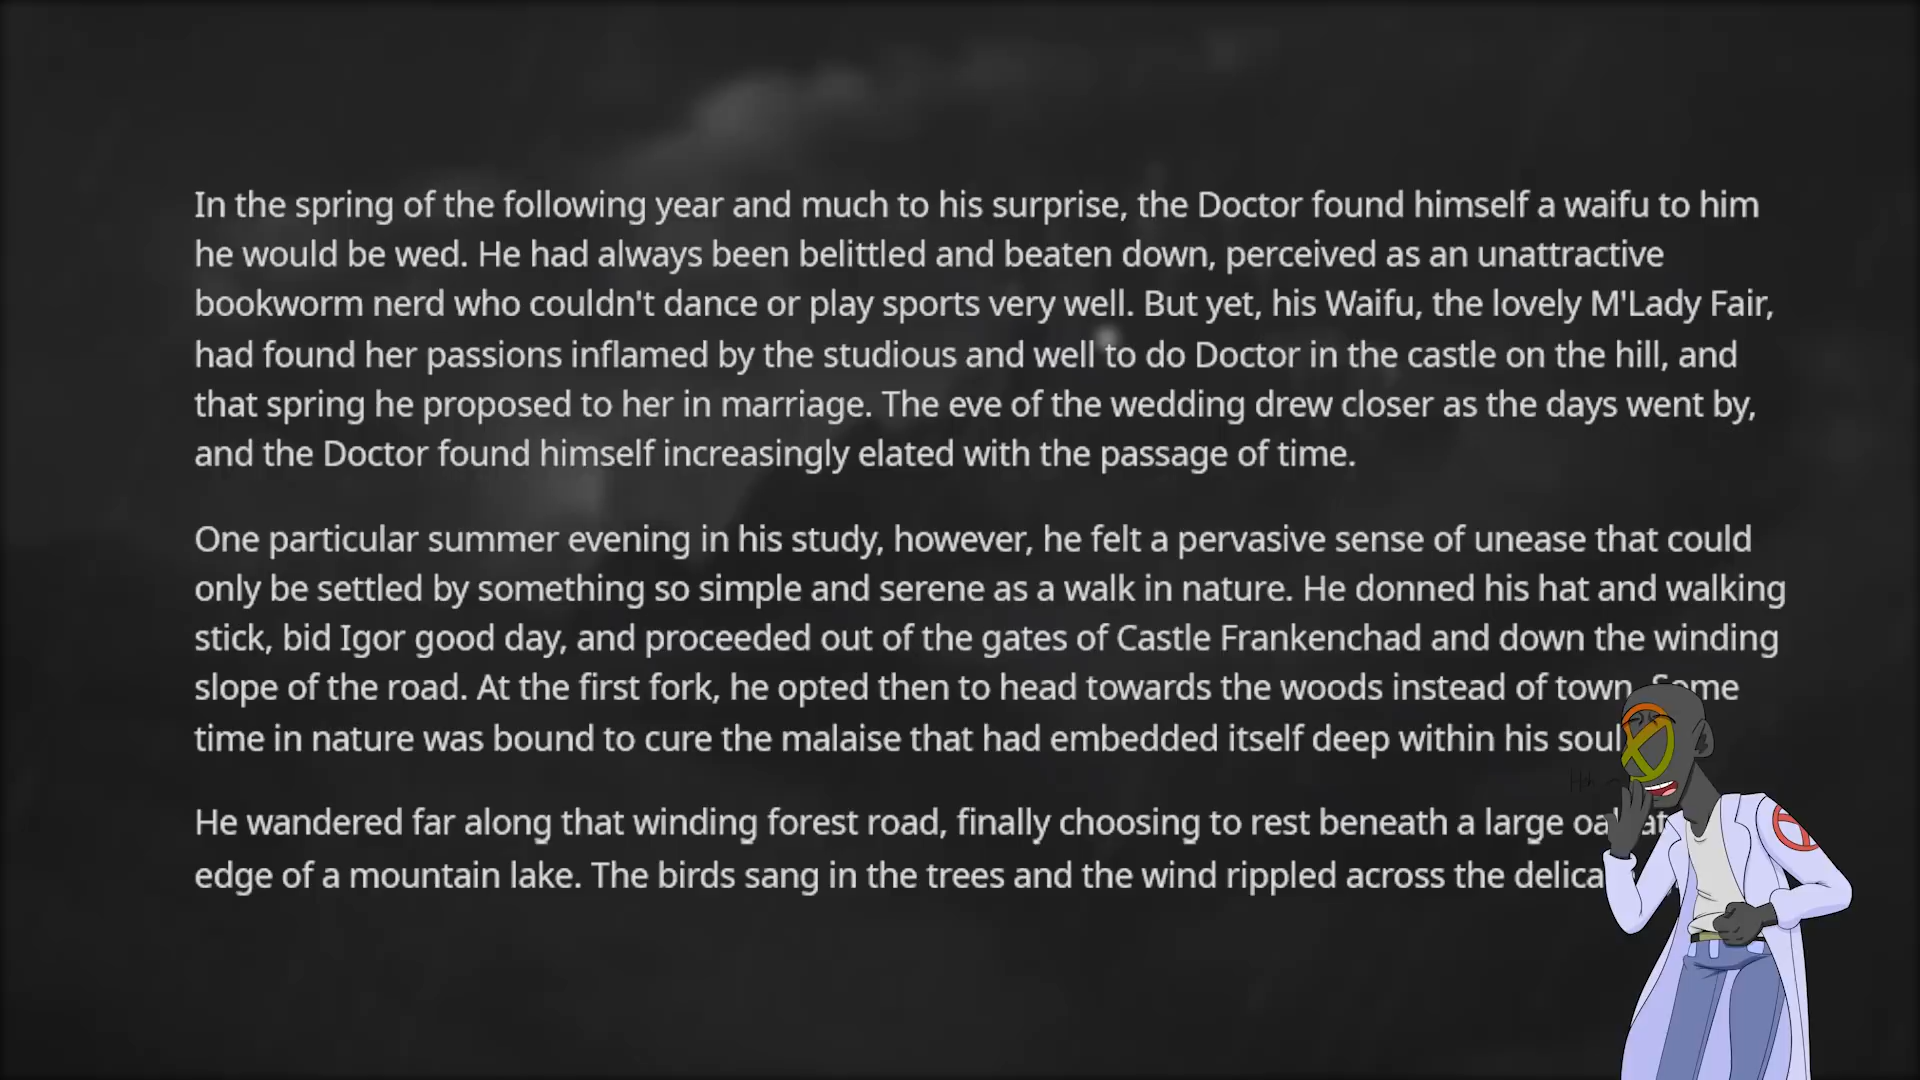 In the spring of the following year and much to his surprise, the Doctor found himself a waifu to him
he would be wed. He had always been belittled and beaten down, perceived as an unattractive
bookworm nerd who couldn't dance or play sports very well. But yet, his Waifu, the lovely M'Lady Fair,
had found her passions inflamed by the studious and well to do Doctor in the castle on the hill, and
that spring he proposed to her in marriage. The eve of the wedding drew closer as the days went by,
and the Doctor found himself increasingly elated with the passage of time.
One particular summer evening in his study, however, he felt a pervasive sense of unease that could
only be settled by something so simple and serene as a walk in nature. He donned his hat and walking
stick, bid Igor good day, and proceeded out of the gates of Castle Frankenchad and down the winding
slope of the road. At the first fork, he opted then to head towards the woods instead of town. Some
time in nature was bound to cure the malaise that had embedded itself deep within his soul
He wandered far along that winding forest road, finally choosing to rest beneath a large oak at
edge of a mountain lake. The birds sang in the trees and the wind rippled across the